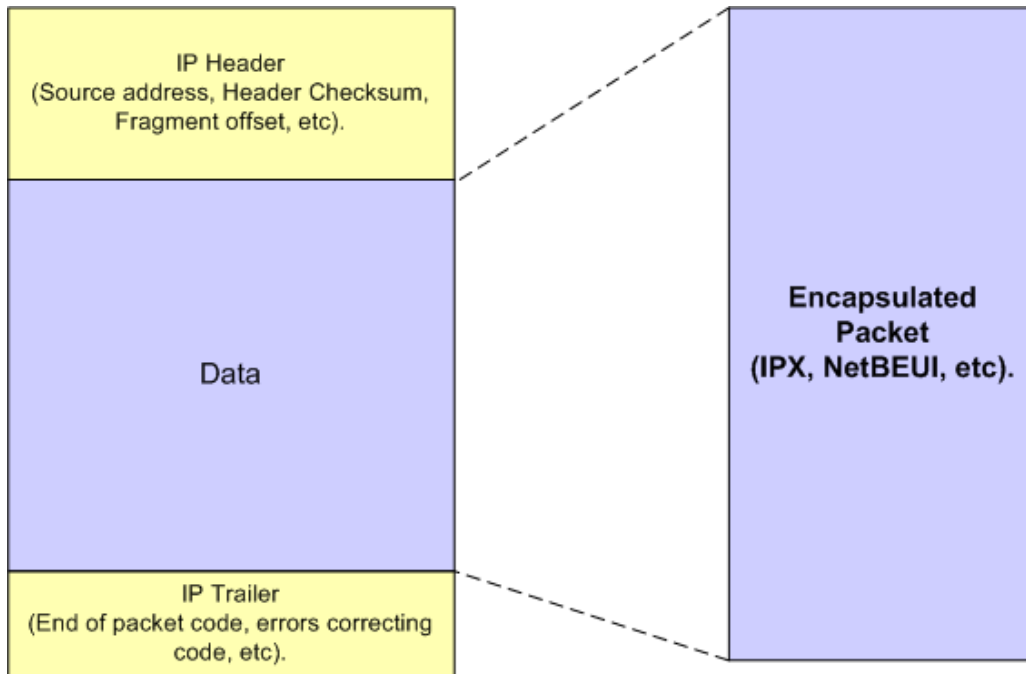 IP Header
(Source address, Header Checksum,
Fragment offset, etc).
Data
IP Trailer
(End of packet code, errors correcting
code, etc).
Encapsulated
Packet
(IPX, NetBEUI, etc).